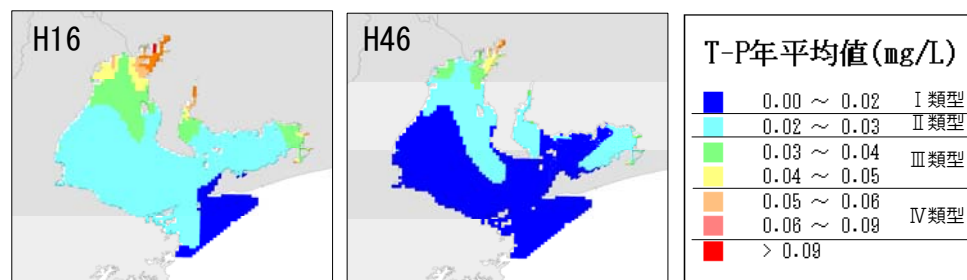 H16
H46
T-P年平均値(mg/L)
0.00 ～ 0.02 Ⅰ類型
0.02 ～ 0.03 Ⅱ類型
0.03 ～ 0.04
Ⅲ類型
0.04 ～ 0.05
0.05 ～ 0.06
Ⅳ類型
0.06 ～ 0.09
> 0.09